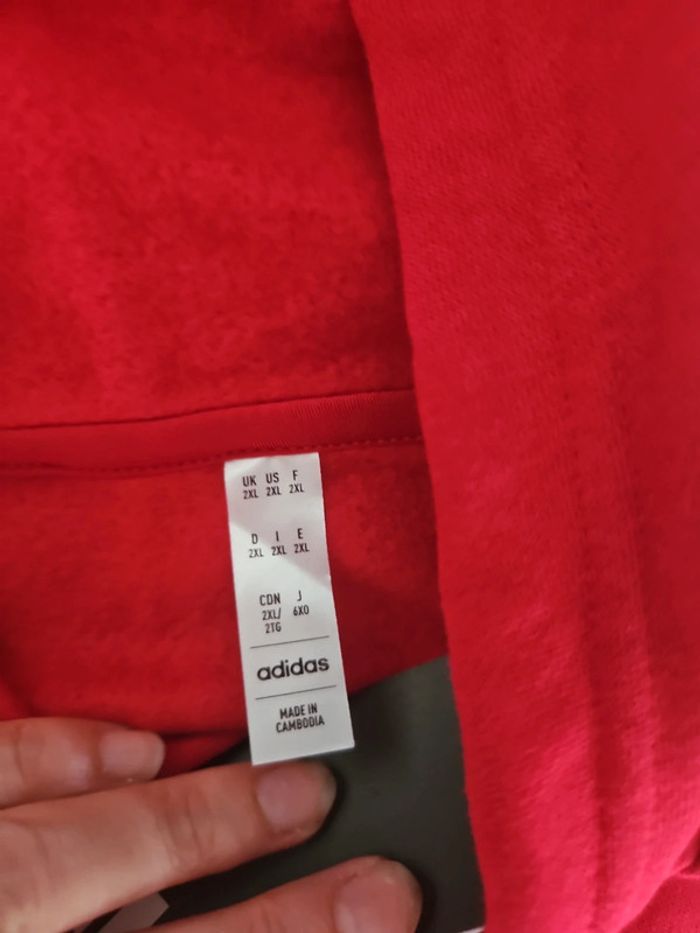 UK US F
2XL 2XL 2XL
D I E
2XL 2XL 2XL
CDN J
2XL/ 6XO
2TG
adidas
MADE IN
CAMBODIA